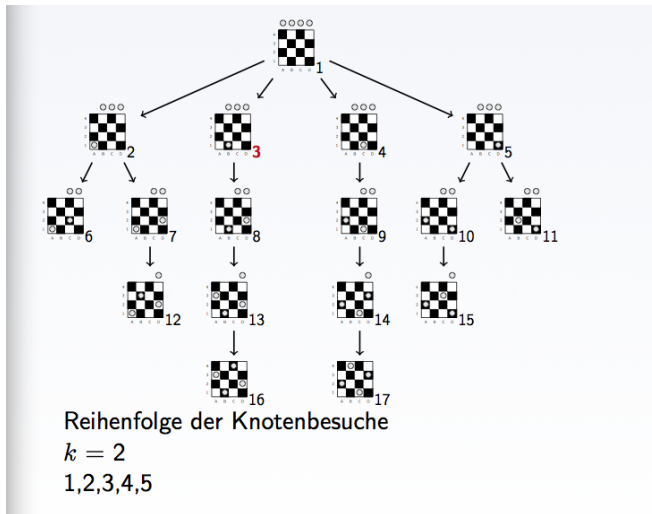 1
2 3 4 5
6 7 8 9 10 11
12 13 14 15
16 17
Reihenfolge der Knotenbesuche
k = 2
1,2,3,4,5